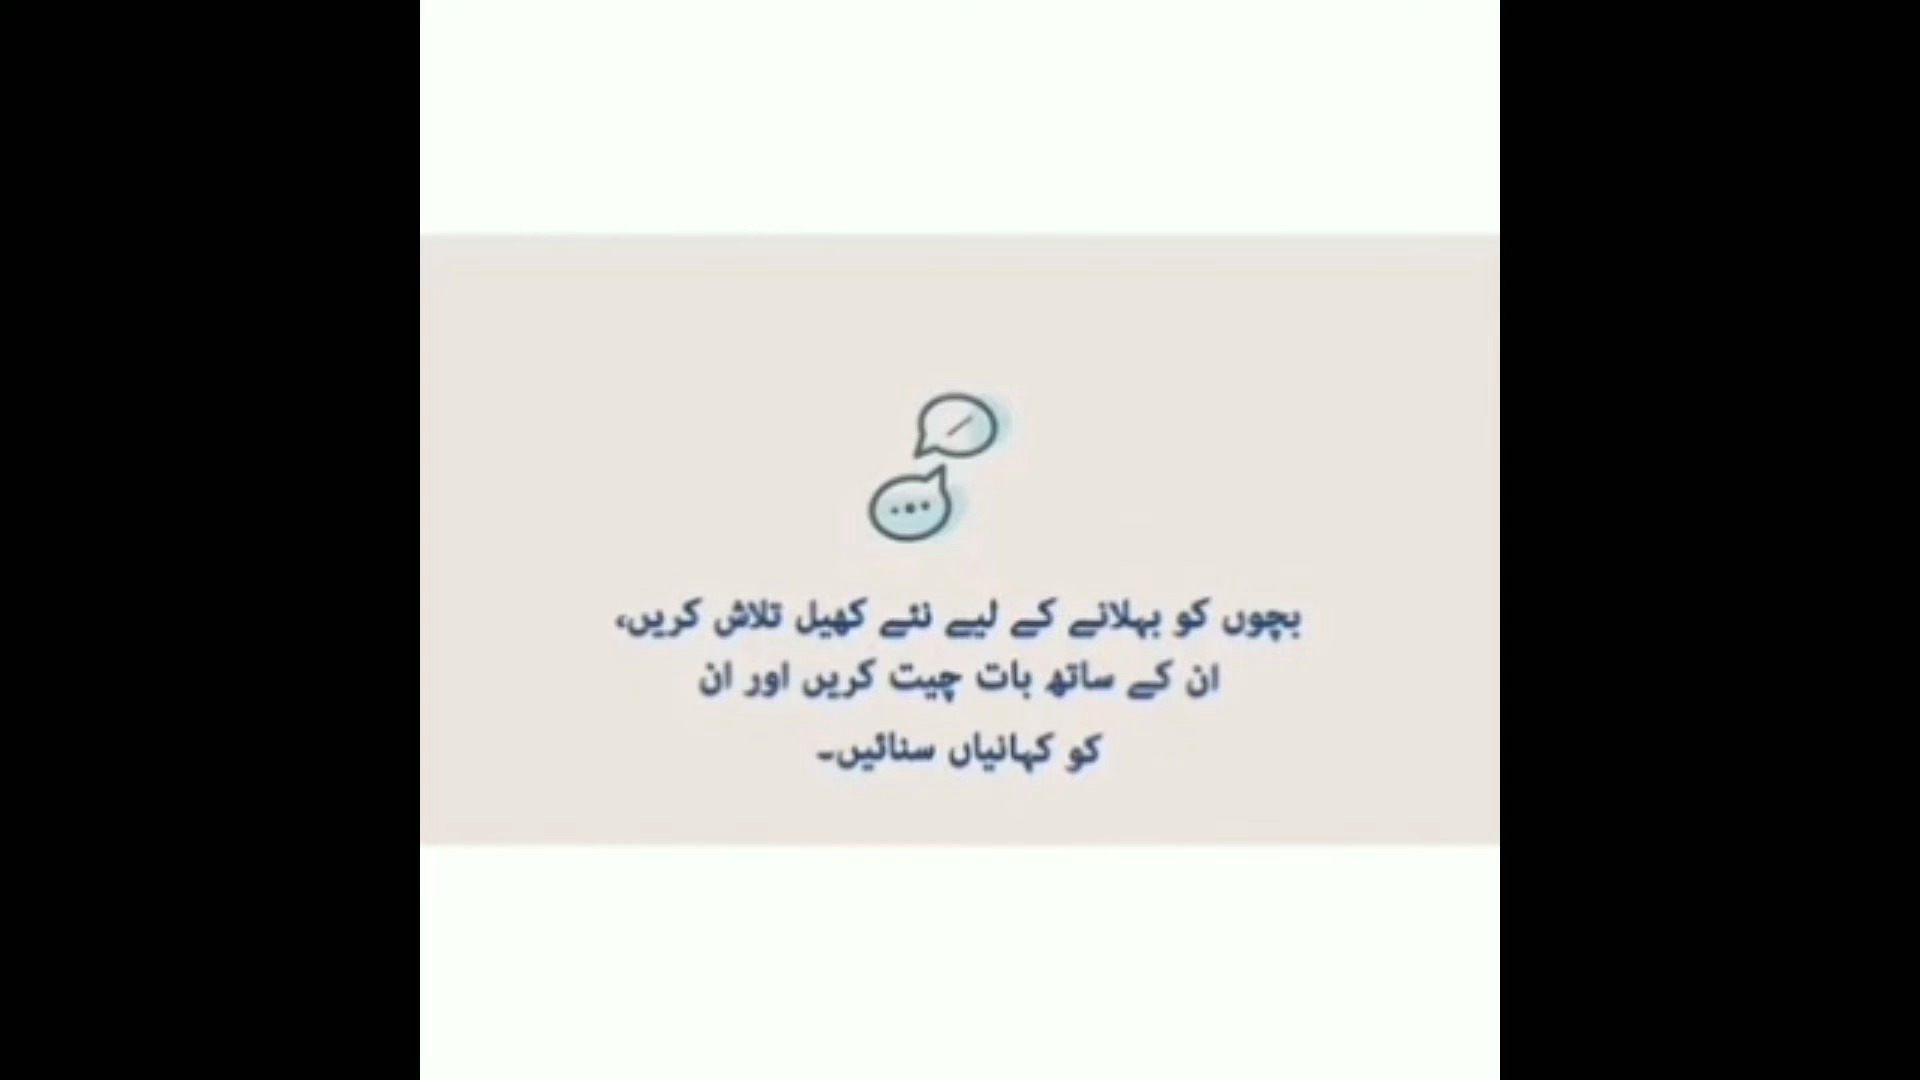 بچوں کو بہلانے کے لیے نئے کھیل تلاش کریں،
ان کے ساتھ بات چیت کریں اور ان
کو کہانیاں سنائیں۔